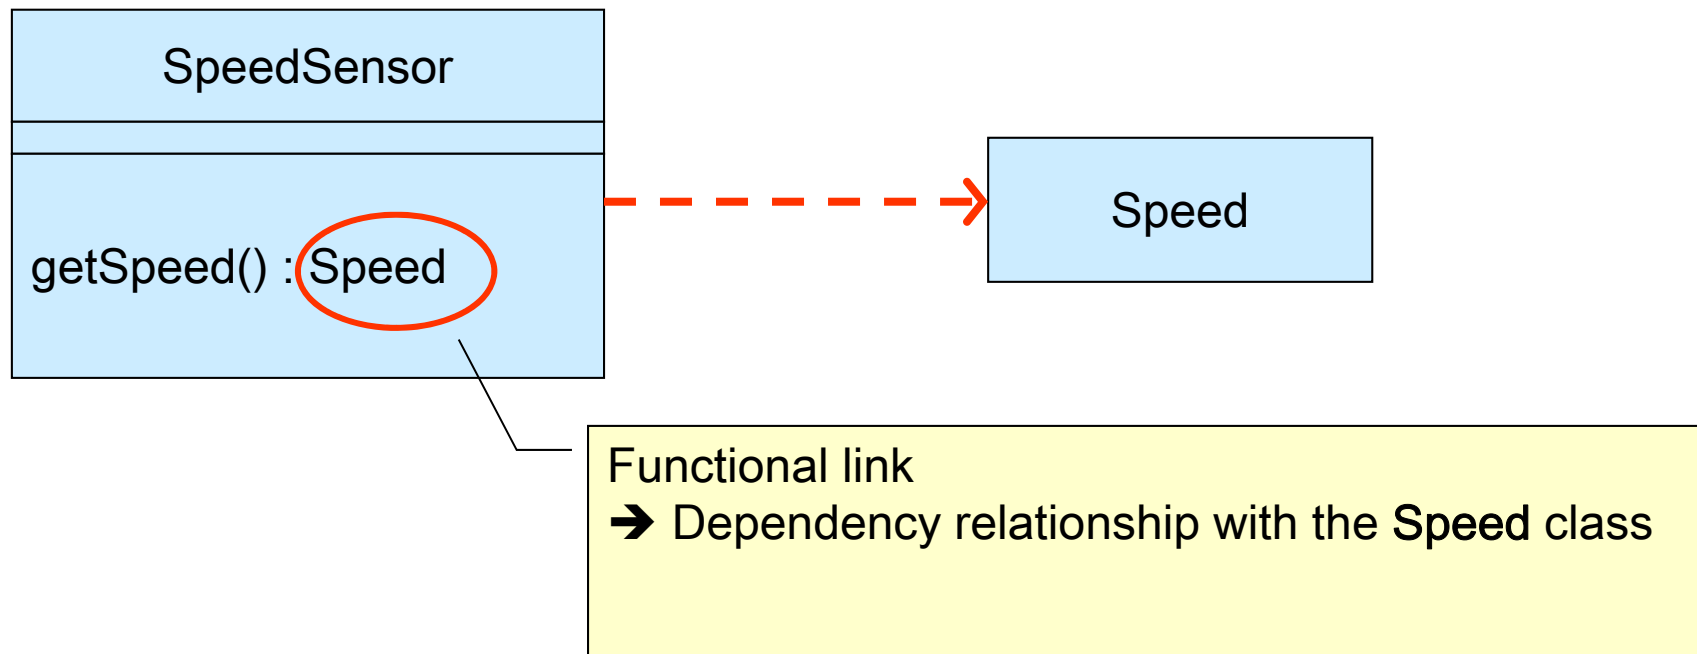 SpeedSensor
getSpeed() : Speed
Speed
Functional link
➔ Dependency relationship with the Speed class